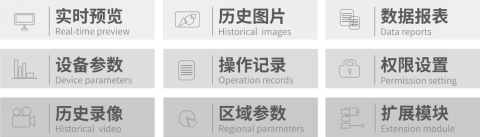 实时预览
Real-time preview
历史图片
Historical images
数据报表
Data reports
设备参数
Device parameters
操作记录
Operation records
权限设置
Permission setting
历史录像
Historical video
区域参数
Regional parameters
扩展模块
Extension module